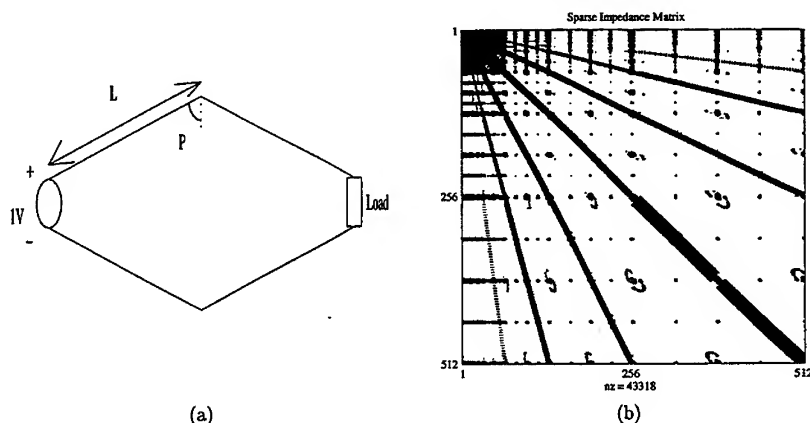 L
P
+
1V
-
Load
(a)
Sparse Impedance Matrix
1
256
512
1
256
512
nz = 43318
(b)